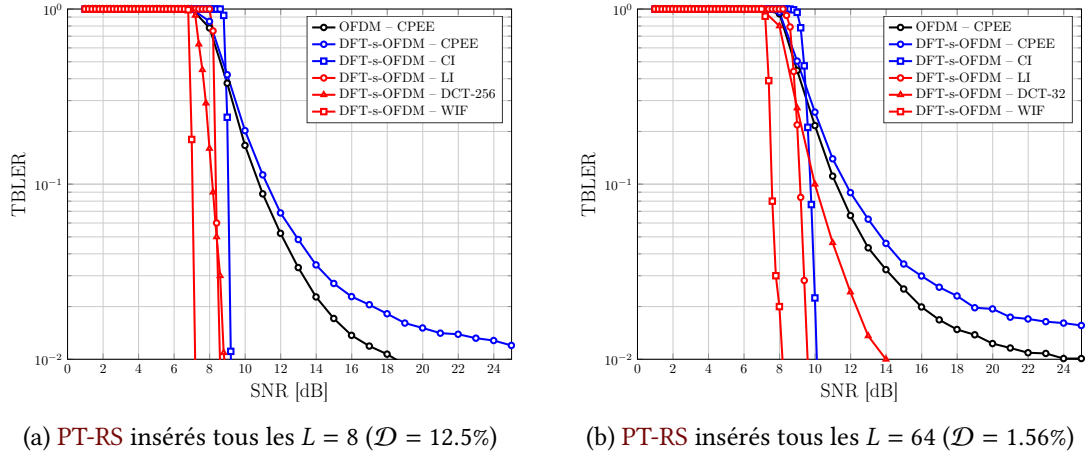 10⁰
10⁻¹
10⁻²
TBLER
0 2 4 6 8 10 12 14 16 18 20 22 24
SNR [dB]
OFDM – CPEE
DFT-s-OFDM – CPEE
DFT-s-OFDM – CI
DFT-s-OFDM – LI
DFT-s-OFDM – DCT-256
DFT-s-OFDM – WIF
(a) PT-RS insérés tous les L = 8 (𝒟 = 12.5%)
10⁰
10⁻¹
10⁻²
TBLER
0 2 4 6 8 10 12 14 16 18 20 22 24
SNR [dB]
OFDM – CPEE
DFT-s-OFDM – CPEE
DFT-s-OFDM – CI
DFT-s-OFDM – LI
DFT-s-OFDM – DCT-32
DFT-s-OFDM – WIF
(b) PT-RS insérés tous les L = 64 (𝒟 = 1.56%)